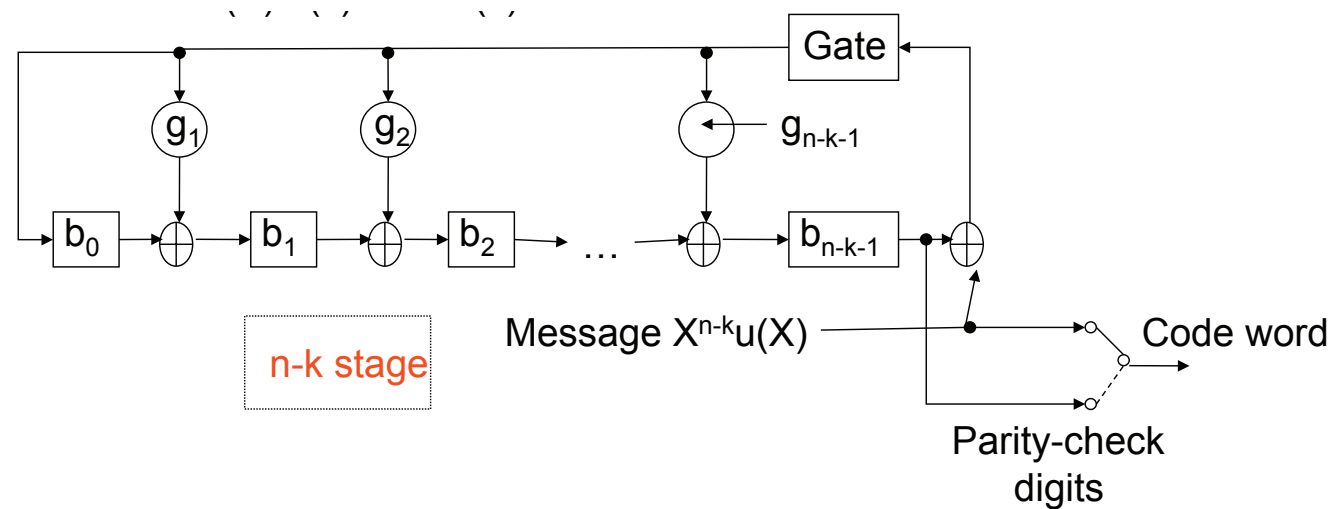 Gate
g₁
g₂
gₙ₋ₖ₋₁
b₀
b₁
b₂
...
bₙ₋ₖ₋₁
Message Xⁿ⁻ᵏu(X)
Code word
n-k stage
Parity-check
digits